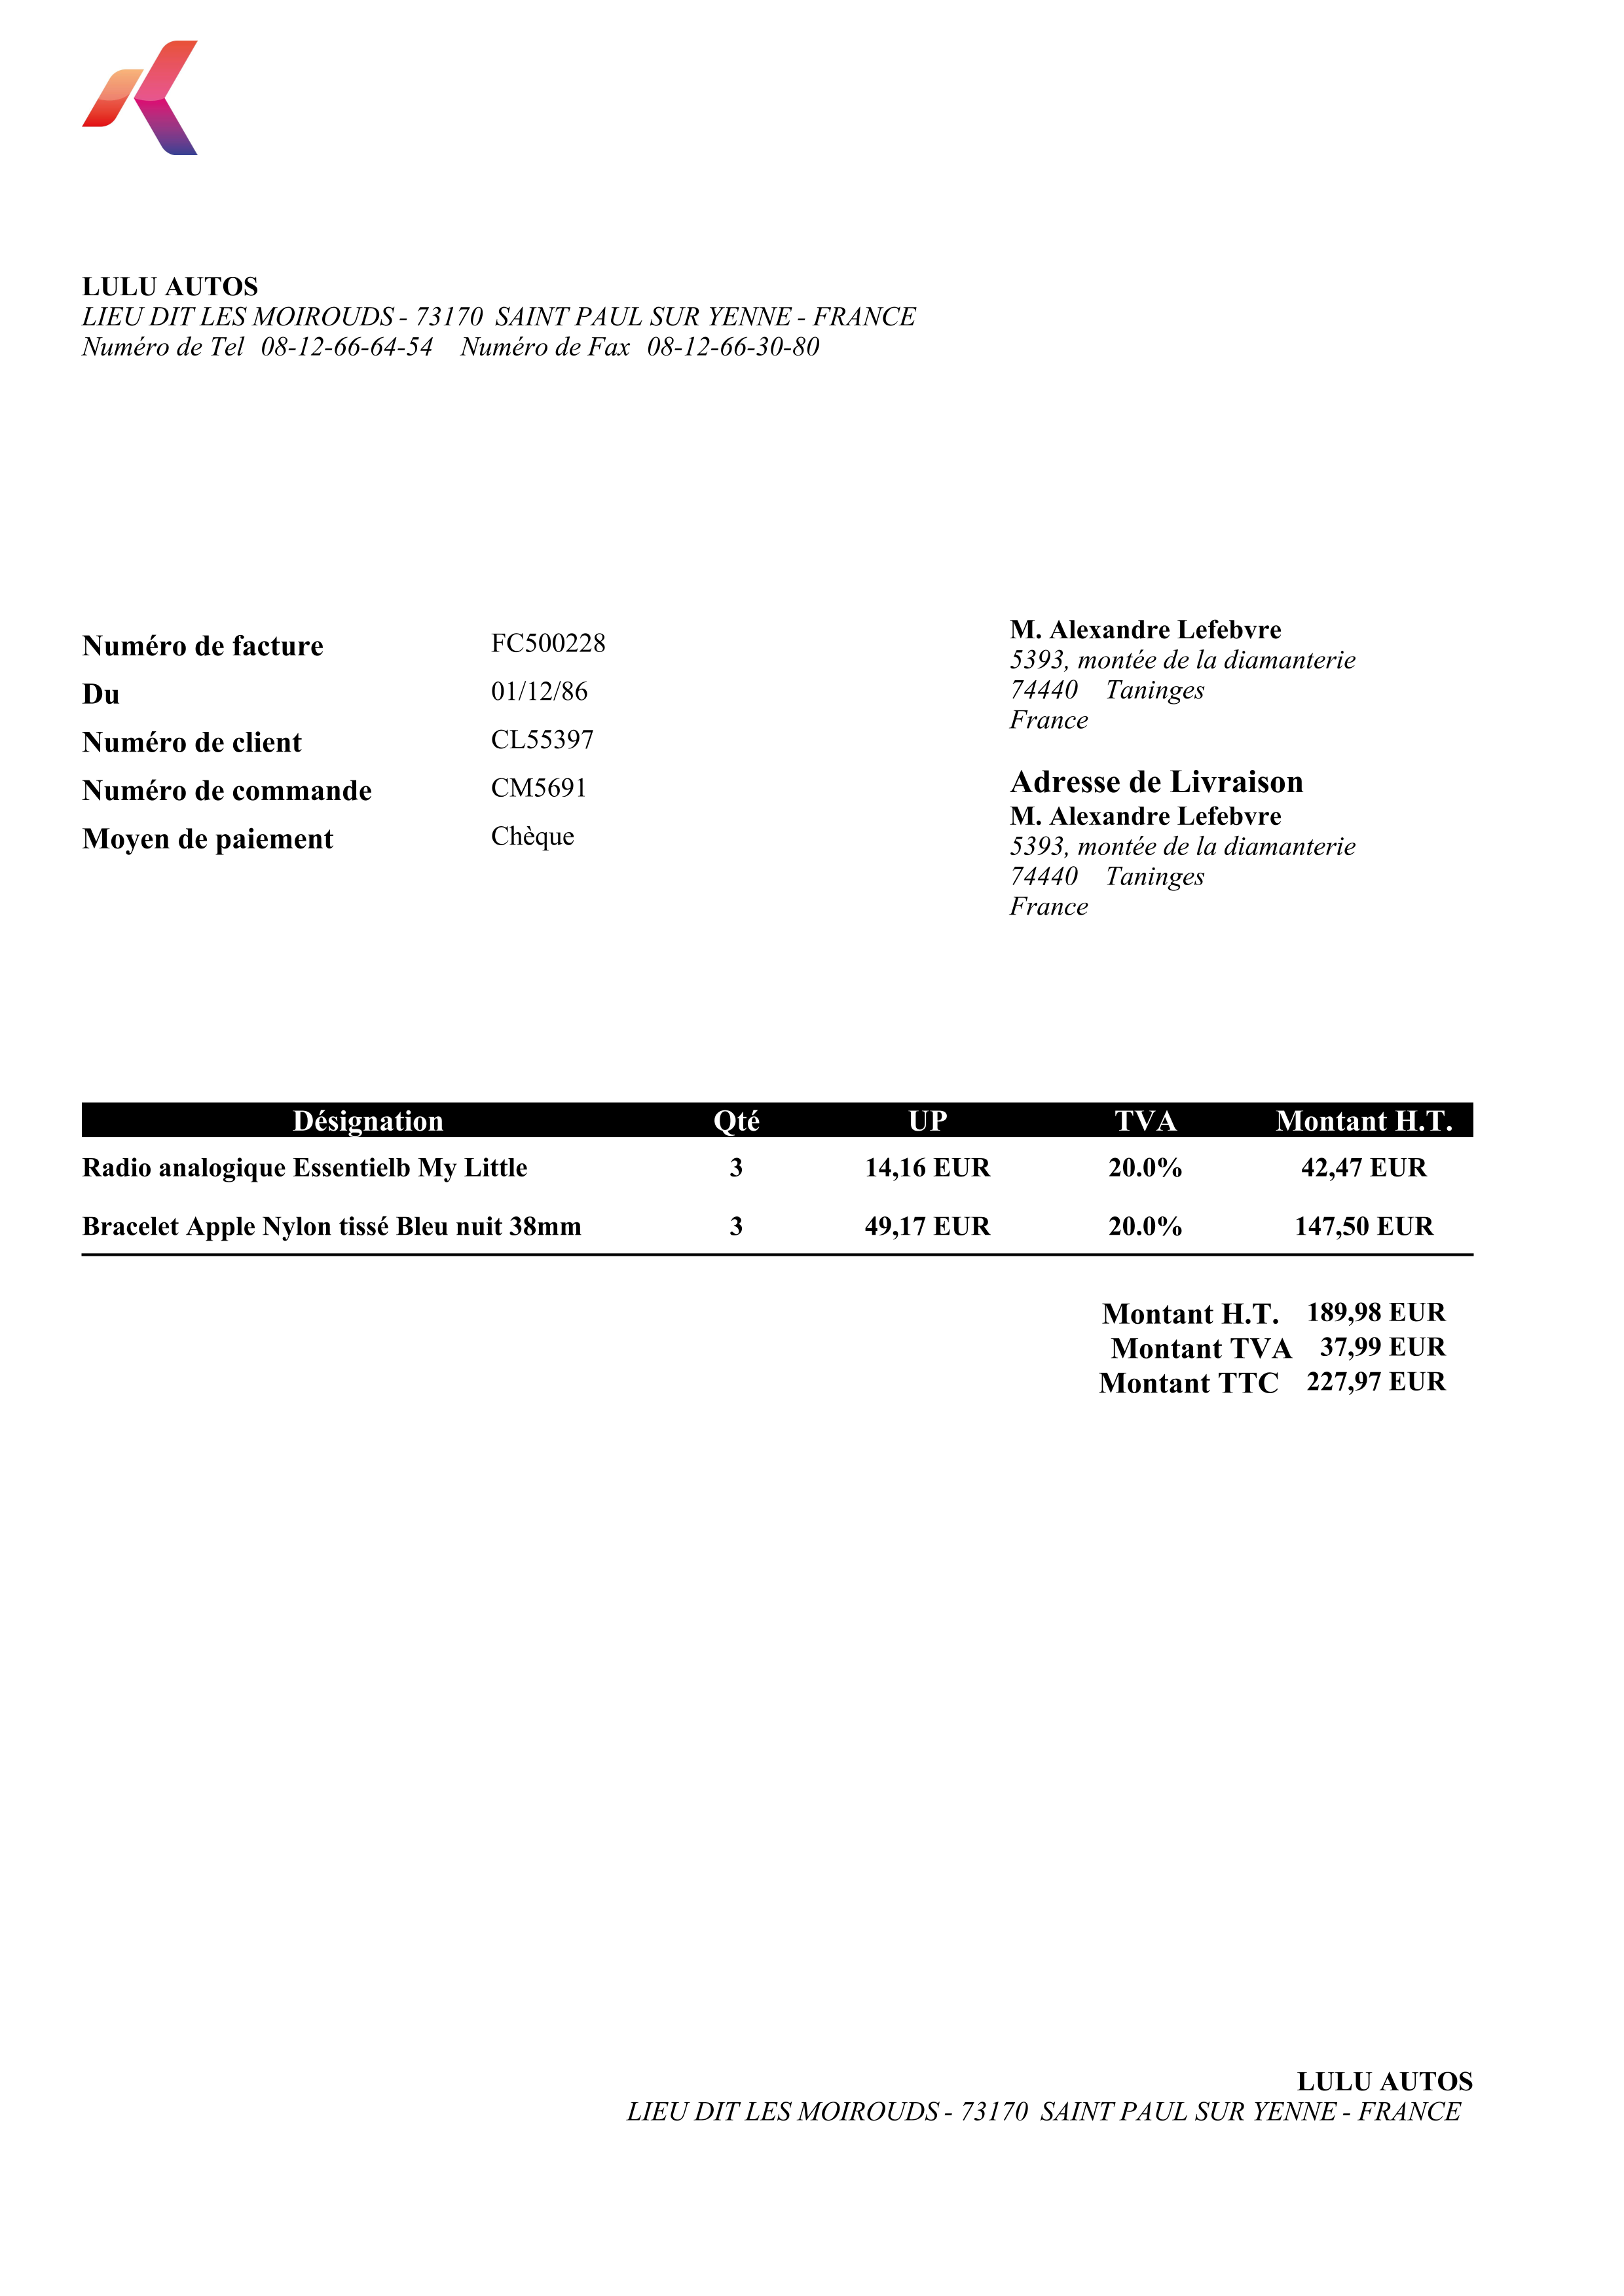 LULU AUTOS
LIEU DIT LES MOIROUDS - 73170 SAINT PAUL SUR YENNE - FRANCE
Numéro de Tel 08-12-66-64-54 Numéro de Fax 08-12-66-30-80
Numéro de facture FC500228
Du 01/12/86
Numéro de client CL55397
Numéro de commande CM5691
Moyen de paiement Chèque
M. Alexandre Lefebvre
5393, montée de la diamanterie
74440 Taninges
France
Adresse de Livraison
M. Alexandre Lefebvre
5393, montée de la diamanterie
74440 Taninges
France
Désignation Qté UP TVA Montant H.T.
Radio analogique Essentielb My Little 3 14,16 EUR 20.0% 42,47 EUR
Bracelet Apple Nylon tissé Bleu nuit 38mm 3 49,17 EUR 20.0% 147,50 EUR
Montant H.T. 189,98 EUR
Montant TVA 37,99 EUR
Montant TTC 227,97 EUR
LULU AUTOS
LIEU DIT LES MOIROUDS - 73170 SAINT PAUL SUR YENNE - FRANCE